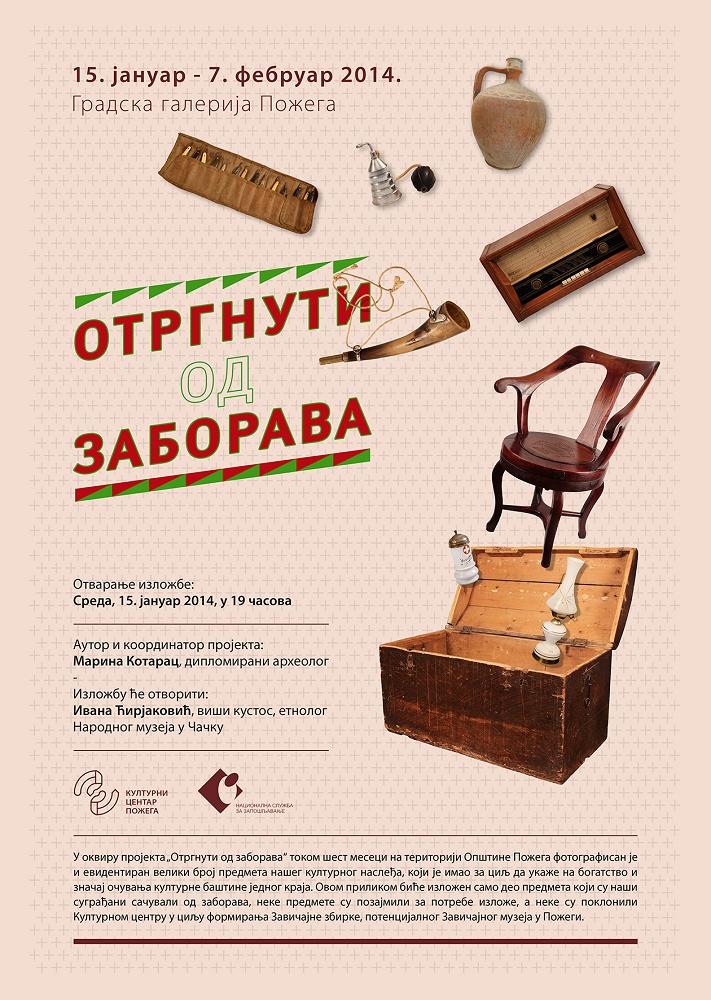 15. јануар - 7. фебруар 2014.
Градска галерија Пожега
ОТРГНУТИ
ОД
ЗАБОРАВА
Отварање изложбе:
Среда, 15. јануар 2014, у 19 часова
Аутор и координатор пројекта:
Марина Котарац, дипломирани археолог
-
Изложбу ће отворити:
Ивана Ћирјаковић, виши кустос, етнолог
Народног музеја у Чачку
КУЛТУРНИ
ЦЕНТАР
ПОЖЕГА
НАЦИОНАЛНА СЛУЖБА
ЗА ЗАПОШЉАВАЊЕ
У оквиру пројекта „Отргнути од заборава“ током шест месеци на територији Општине Пожега фотографисан је
и евидентиран велики број предмета нашег културног наслеђа, који је имао за циљ да укаже на богатство и
значај очувања културне баштине једног краја. Овом приликом биће изложен само део предмета који су наши
суграђани сачували од заборава, неке предмете су позајмили за потребе изложе, а неке су поклонили
Културном центру у циљу формирања Завичајне збирке, потенцијалног Завичајног музеја у Пожеги.